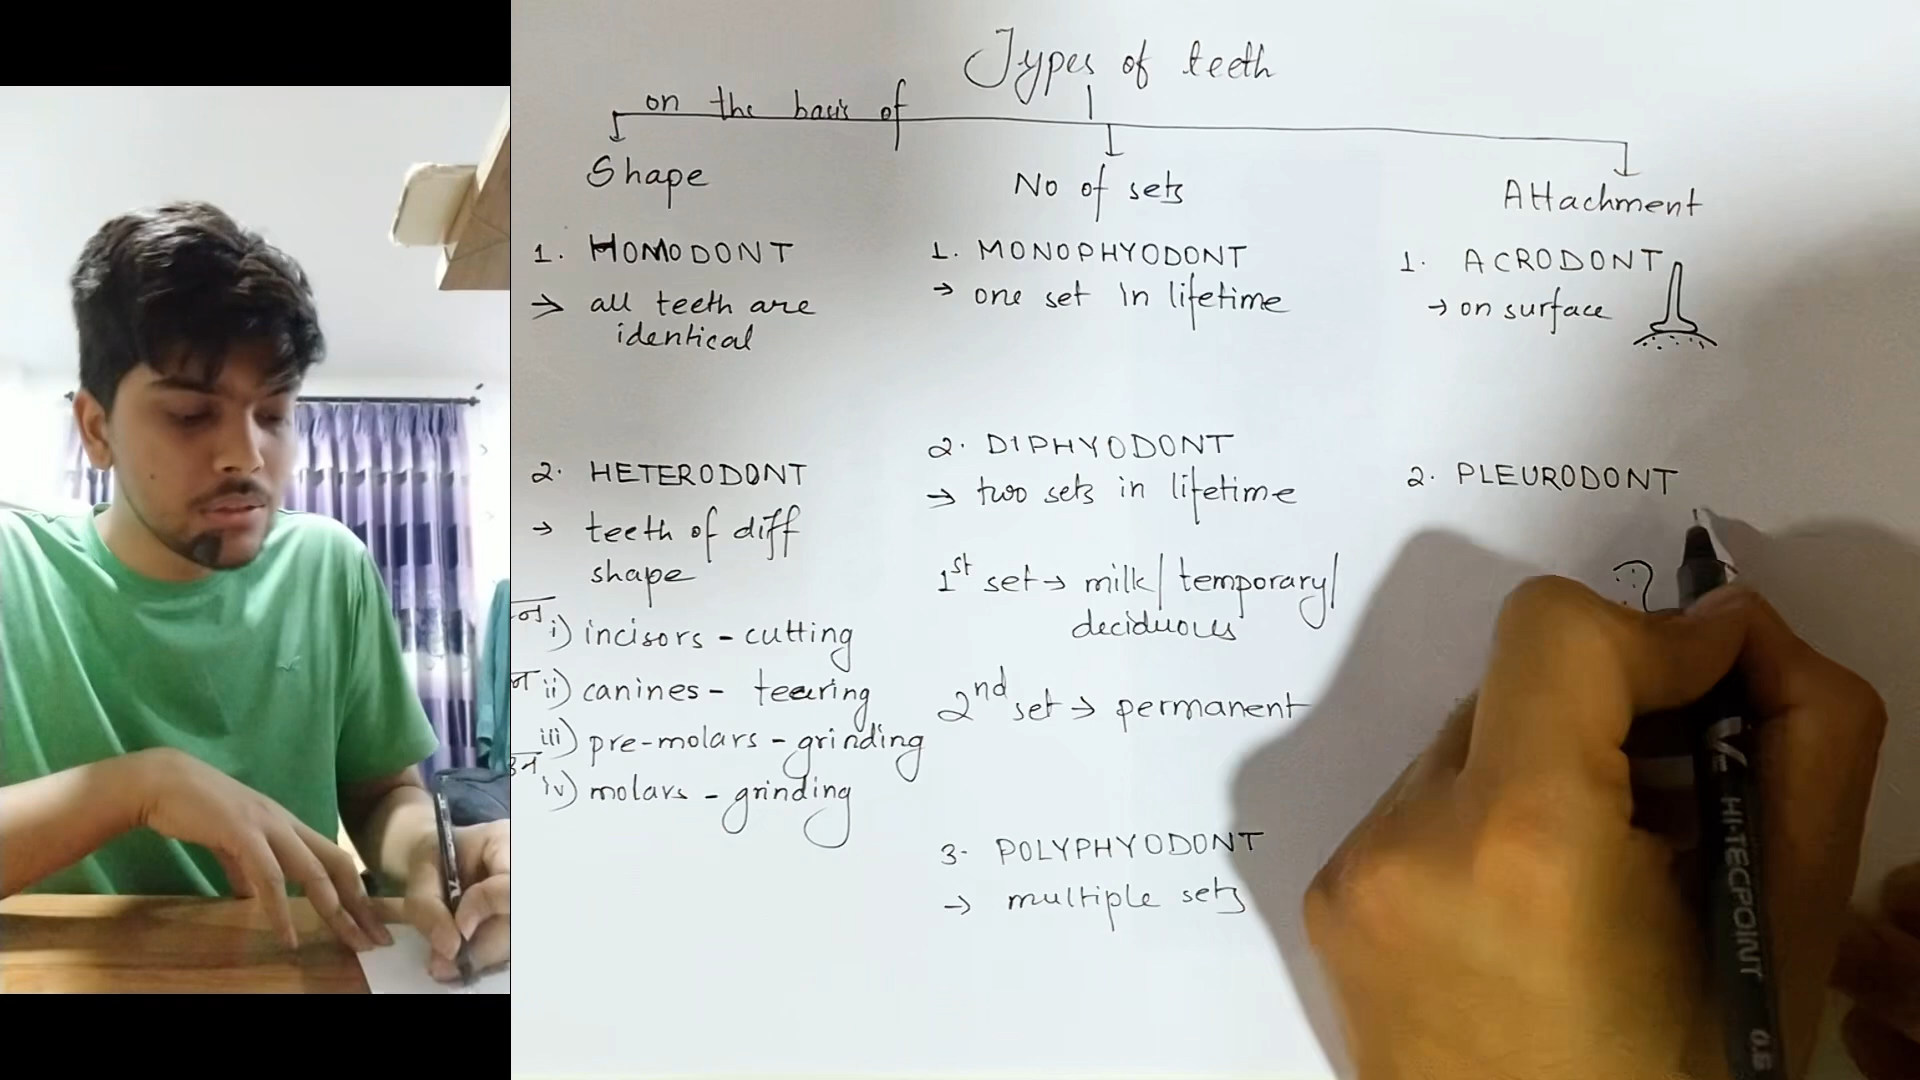 Types of teeth
on the basis of
Shape
1. HOMODONT
→ all teeth are
identical
2. HETERODONT
→ teeth of diff
shape
i) incisors - cutting
ii) canines - tearing
iii) pre-molars - grinding
iv) molars - grinding
No of sets
1. MONOPHYODONT
→ one set in lifetime
2. DIPHYODONT
→ two sets in lifetime
1st set → milk/temporary/
deciduous
2nd set → permanent
3- POLYPHYODONT
→ multiple sets
Attachment
1. ACRODONT
→ on surface
2. PLEURODONT
V5 HI-TECPOINT 0.5